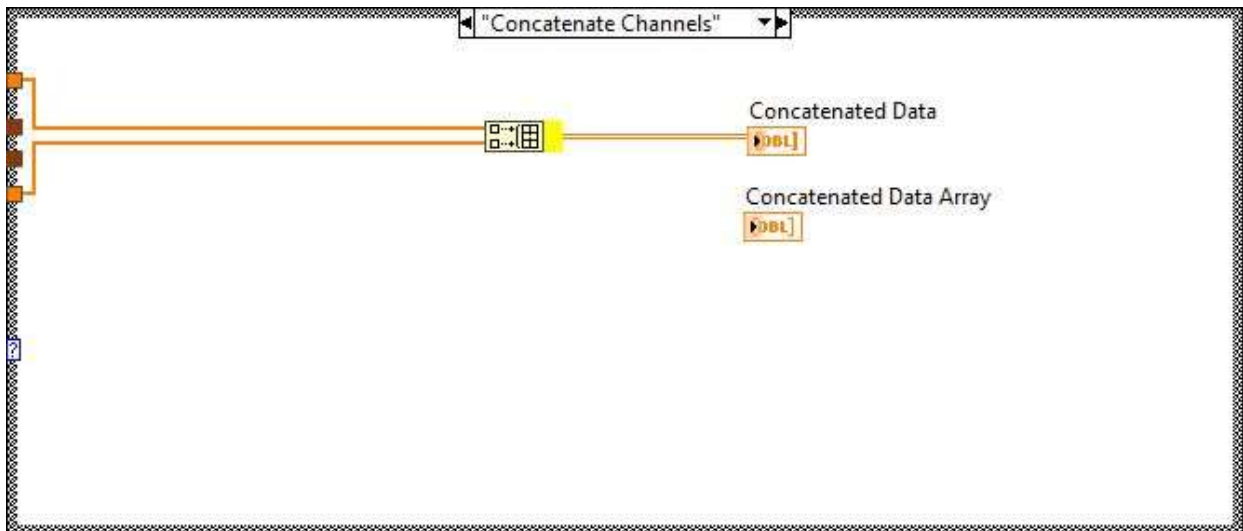 "Concatenate Channels"
Concatenated Data
DBL]
Concatenated Data Array
DBL]
?